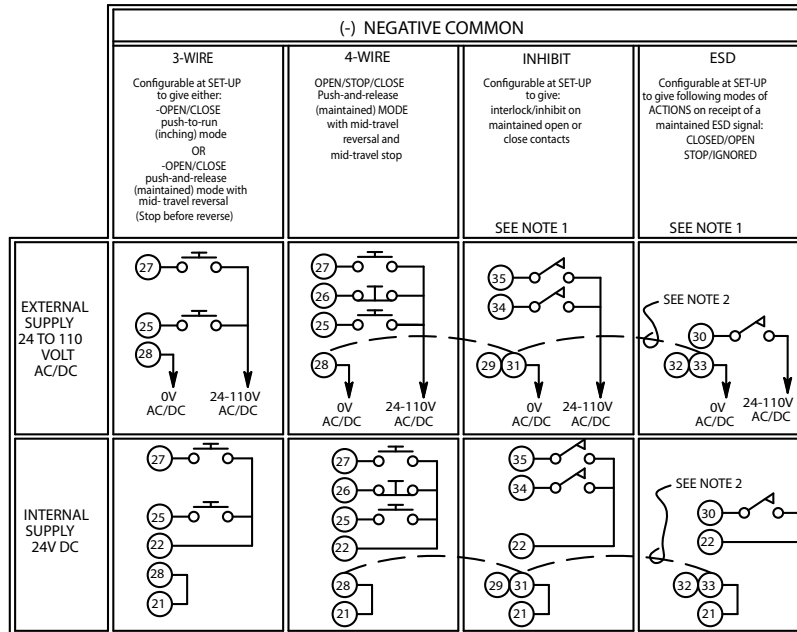 (-) NEGATIVE COMMON
3-WIRE
Configurable at SET-UP
to give either:
-OPEN/CLOSE
push-to-run
(inching) mode
OR
-OPEN/CLOSE
push-and-release
(maintained) mode with
mid- travel reversal
(Stop before reverse)
4-WIRE
OPEN/STOP/CLOSE
Push-and-release
(maintained) MODE
with mid-travel
reversal and
mid-travel stop
INHIBIT
Configurable at SET-UP
to give:
interlock/inhibit on
maintained open or
close contacts
SEE NOTE 1
ESD
Configurable at SET-UP
to give following modes of
ACTIONS on receipt of a
maintained ESD signal:
CLOSED/OPEN
STOP/IGNORED
SEE NOTE 1
EXTERNAL
SUPPLY
24 TO 110
VOLT
AC/DC
27
25
28
0V
AC/DC
24-110V
AC/DC
27
26
25
28
0V
AC/DC
24-110V
AC/DC
35
34
29 31
0V
AC/DC
24-110V
AC/DC
SEE NOTE 2
30
32 33
0V
AC/DC
24-110V
AC/DC
INTERNAL
SUPPLY
24V DC
27
25
22
28
21
27
26
25
22
28
21
35
34
22
29 31
21
SEE NOTE 2
30
22
32 33
21